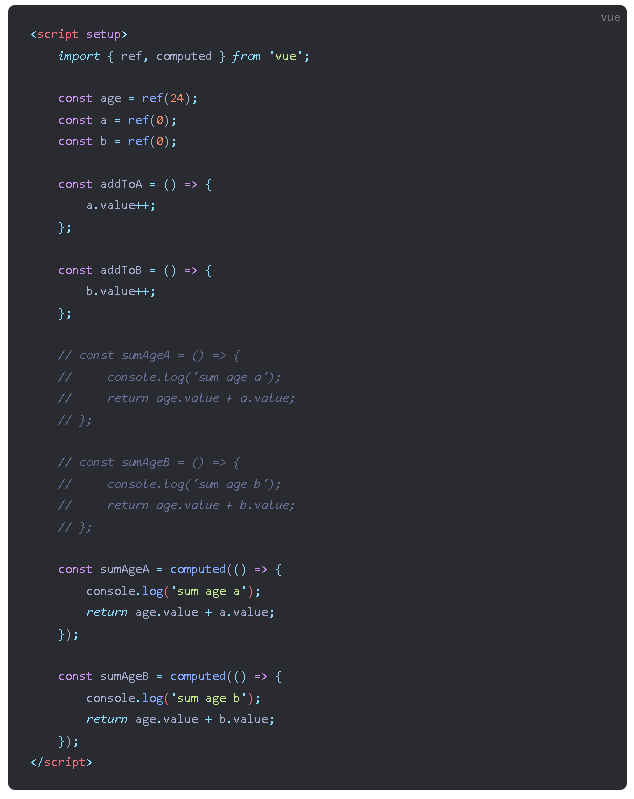 vue
<script setup>
import { ref, computed } from 'vue';
const age = ref(24);
const a = ref(0);
const b = ref(0);
const addToA = () => {
a.value++;
};
const addToB = () => {
b.value++;
};
// const sumAgeA = () => {
//     console.log('sum age a');
//     return age.value + a.value;
// };
// const sumAgeB = () => {
//     console.log('sum age b');
//     return age.value + b.value;
// };
const sumAgeA = computed(() => {
console.log('sum age a');
return age.value + a.value;
});
const sumAgeB = computed(() => {
console.log('sum age b');
return age.value + b.value;
});
</script>